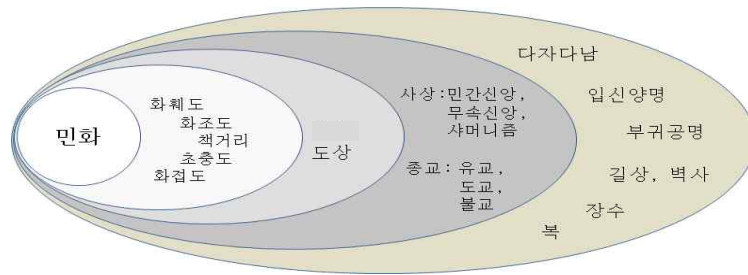 민화
화훼도
화조도
책거리
초충도
화접도
도상
사상:민간신앙,
무속신앙,
샤머니즘
종교: 유교,
도교,
불교
다자다남
입신양명
부귀공명
길상, 벽사
장수
복